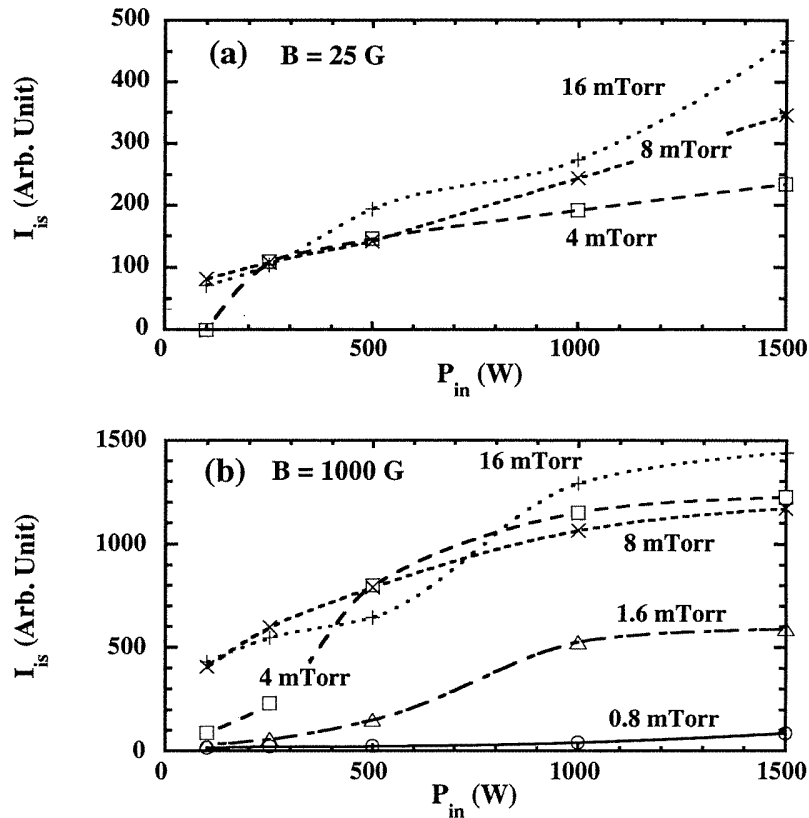 500
(a) B = 25 G
400
16 mTorr
300
8 mTorr
200
4 mTorr
100
0
0 500 1000 1500
I_is (Arb. Unit)
P_in (W)
1500
(b) B = 1000 G
16 mTorr
1000
8 mTorr
1.6 mTorr
500
4 mTorr
0.8 mTorr
0
0 500 1000 1500
I_is (Arb. Unit)
P_in (W)